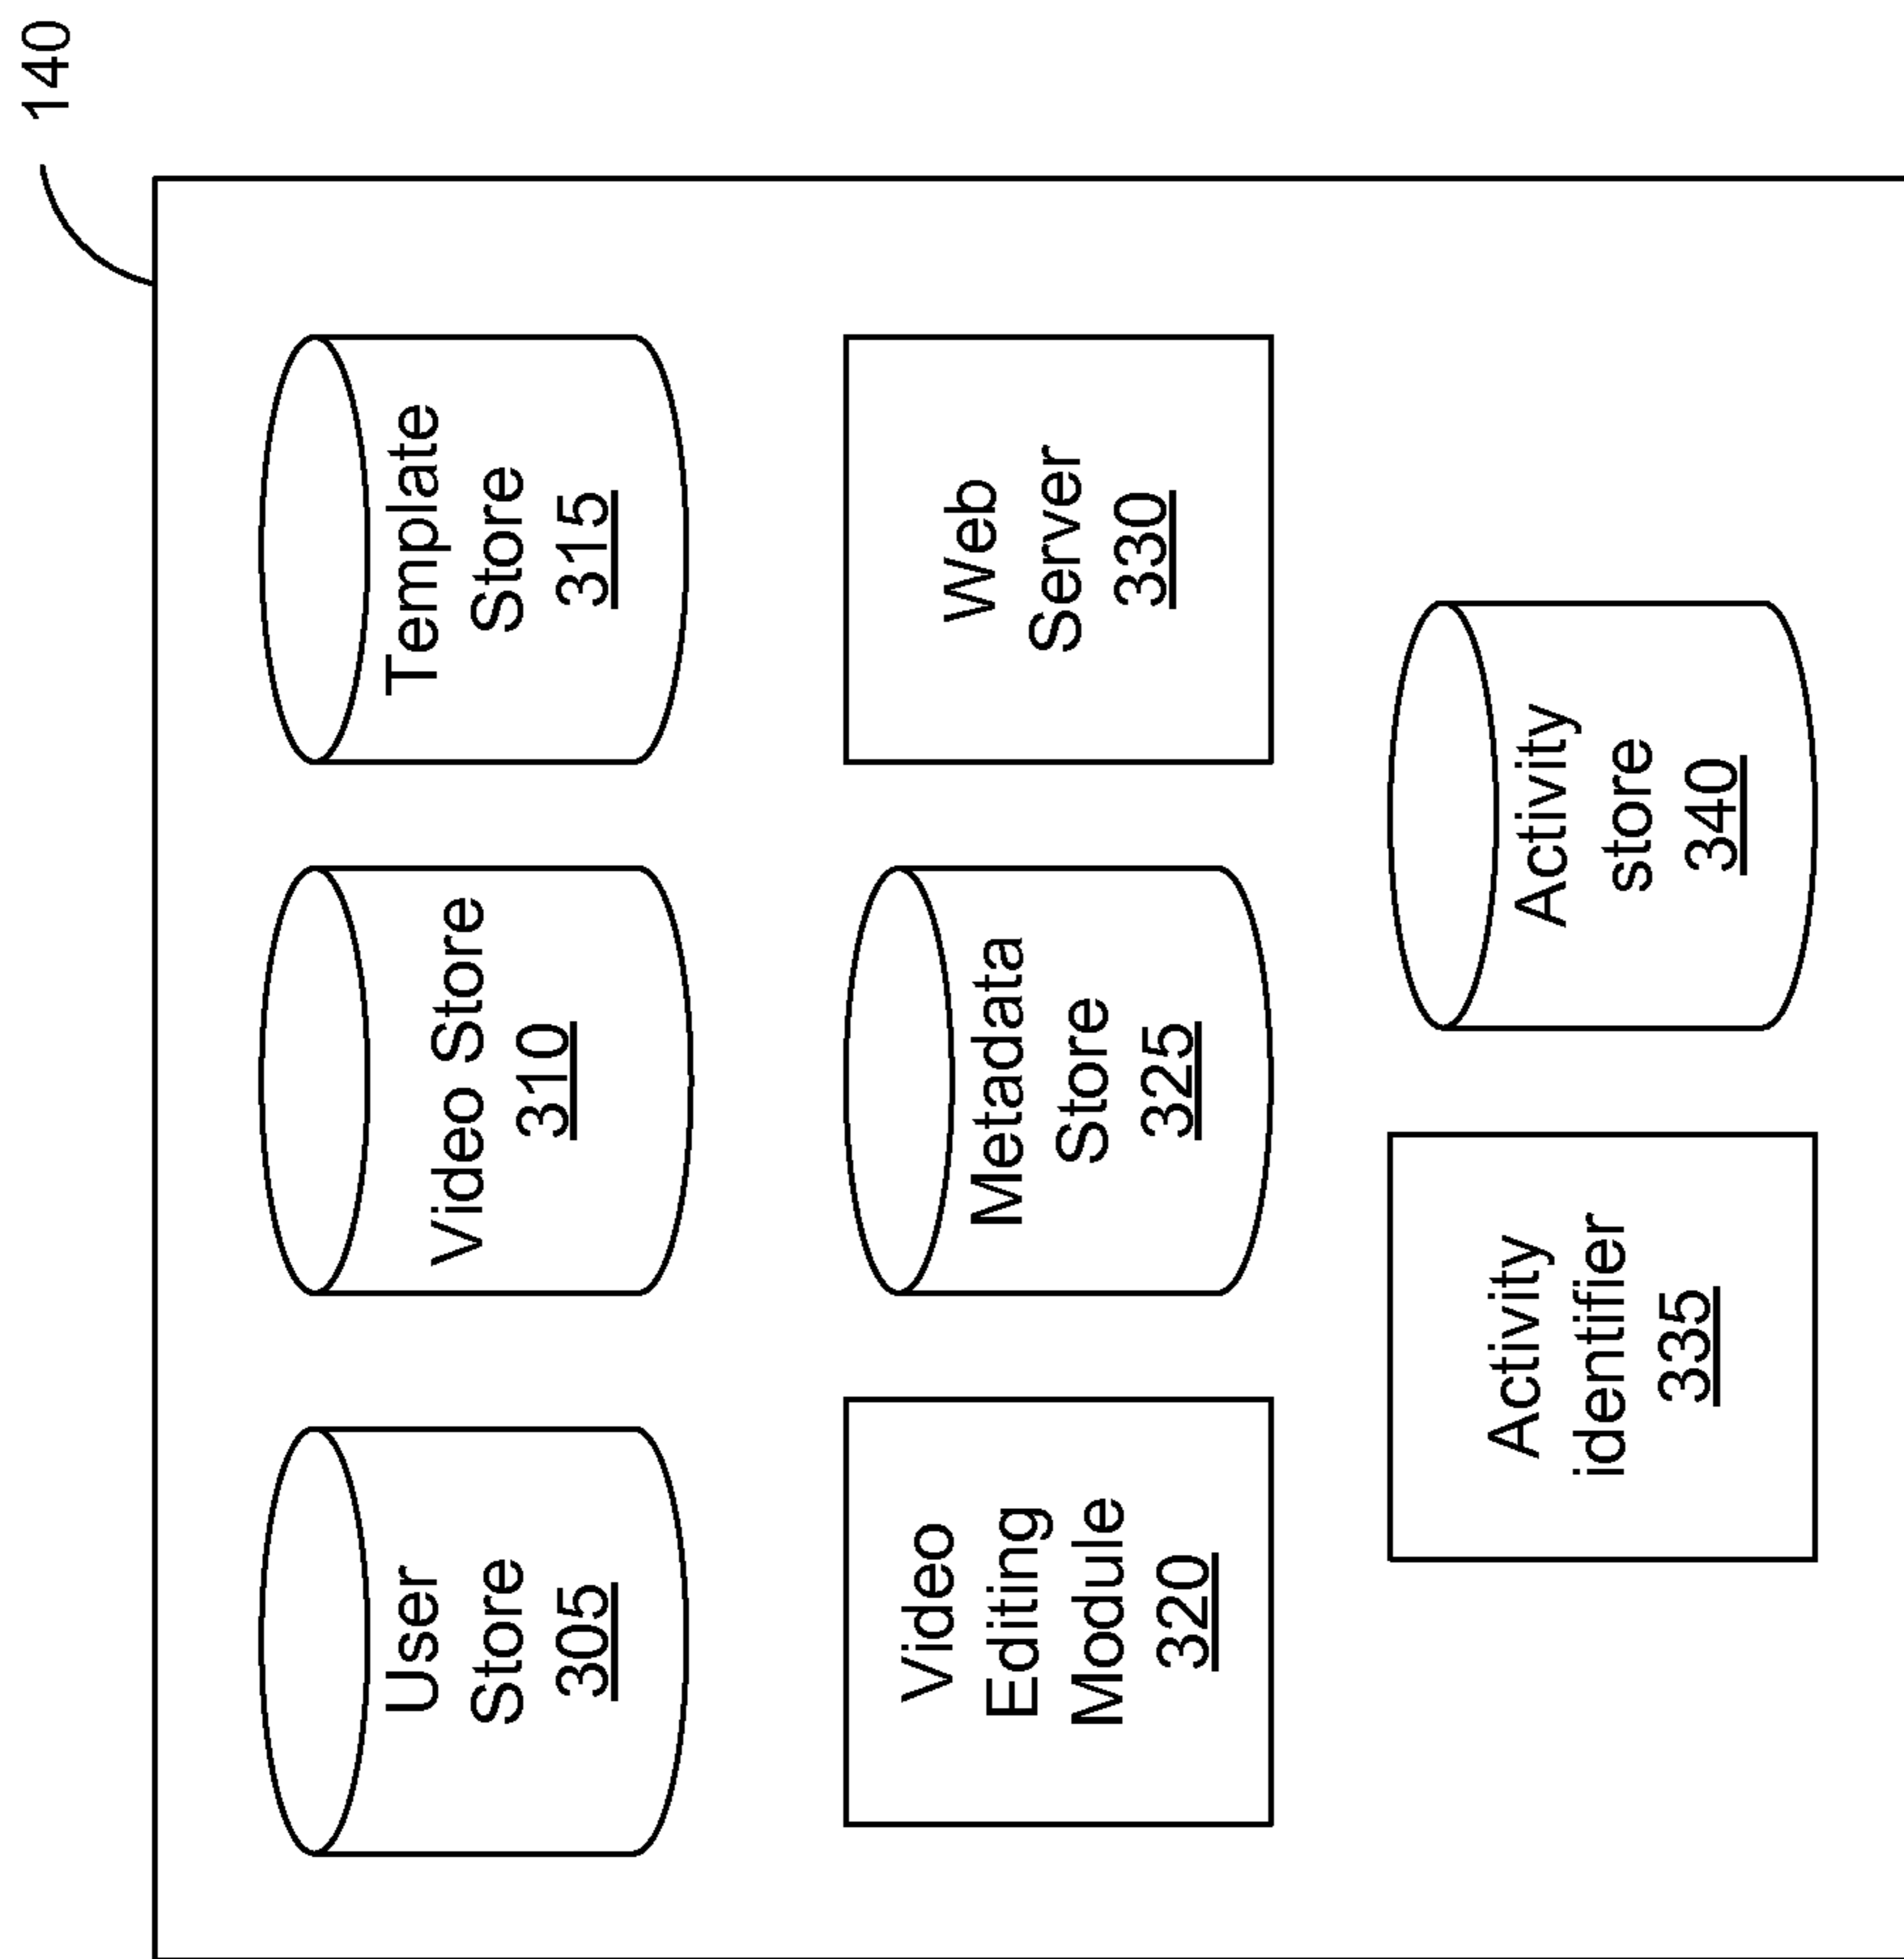 140
User
Store
305
Video Store
310
Template
Store
315
Video
Editing
Module
320
Metadata
Store
325
Web
Server
330
Activity
identifier
335
Activity
store
340